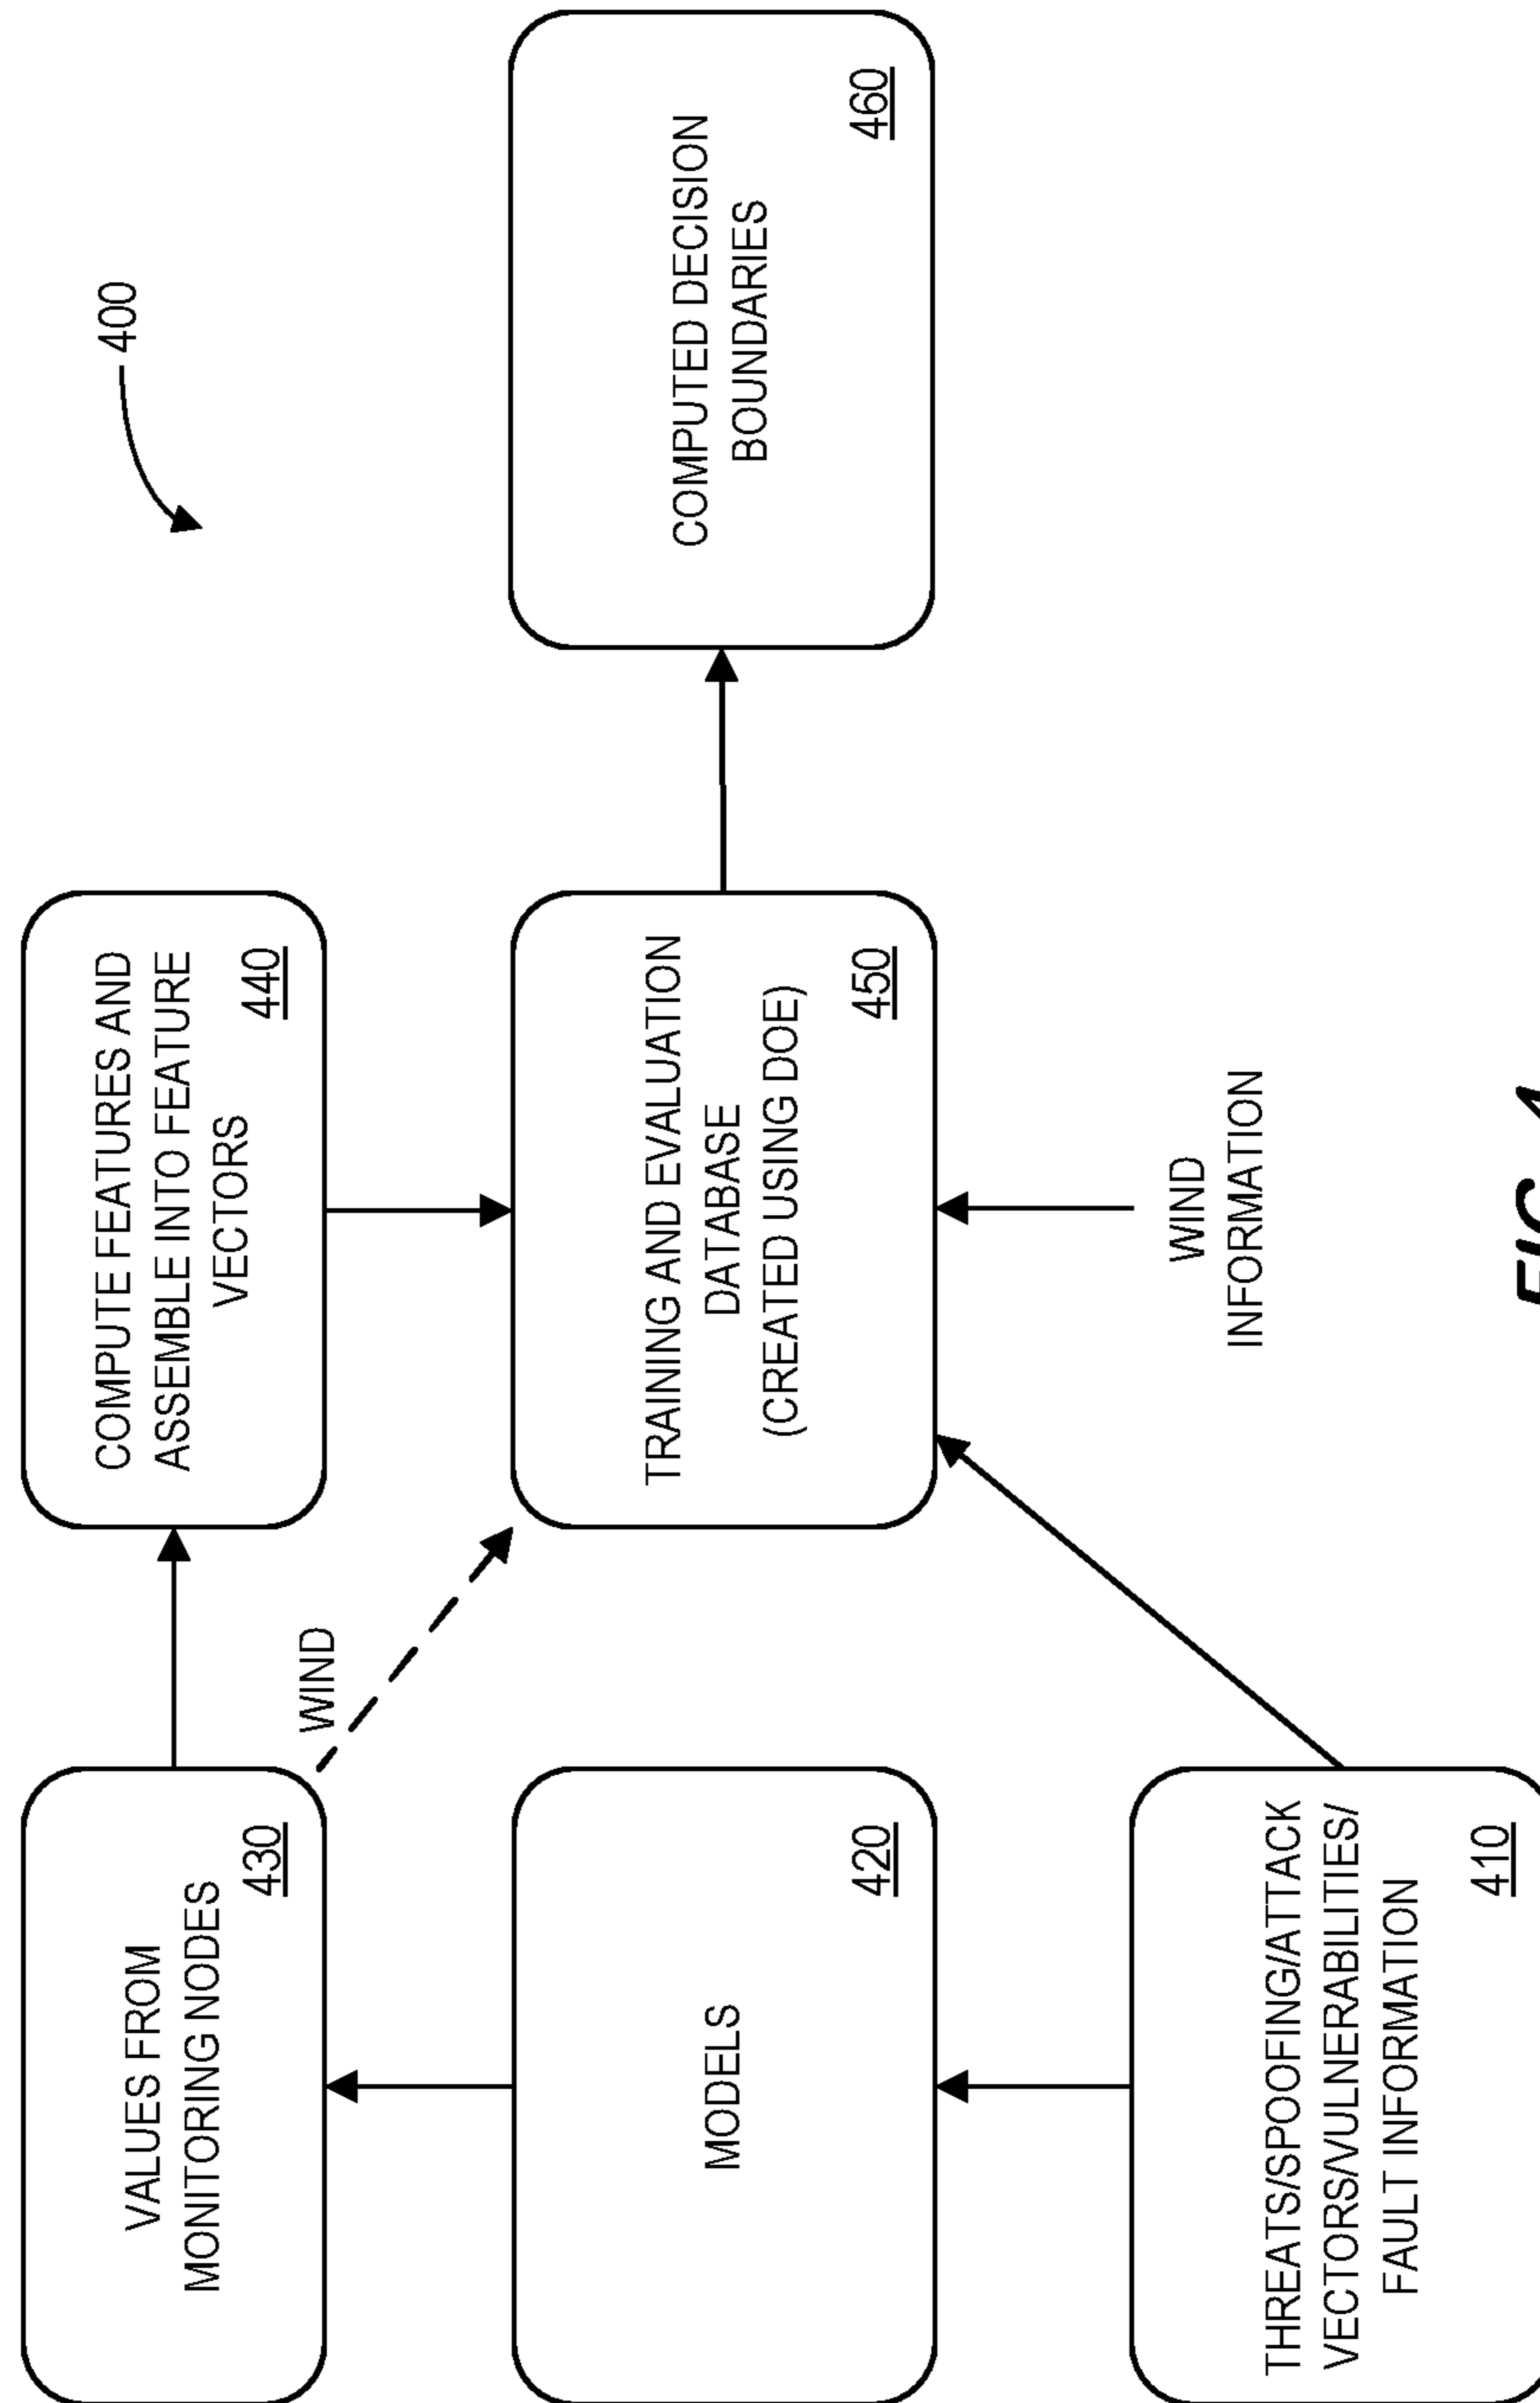 VALUES FROM
MONITORING NODES
430
COMPUTE FEATURES AND
ASSEMBLE INTO FEATURE
VECTORS
440
400
WIND
MODELS
420
TRAINING AND EVALUATION
DATABASE
(CREATED USING DOE)
450
COMPUTED DECISION
BOUNDARIES
460
THREATS/SPOOFING/ATTACK
VECTORS/VULNERABILITIES/
FAULT INFORMATION
410
WIND
INFORMATION
FIG. 4